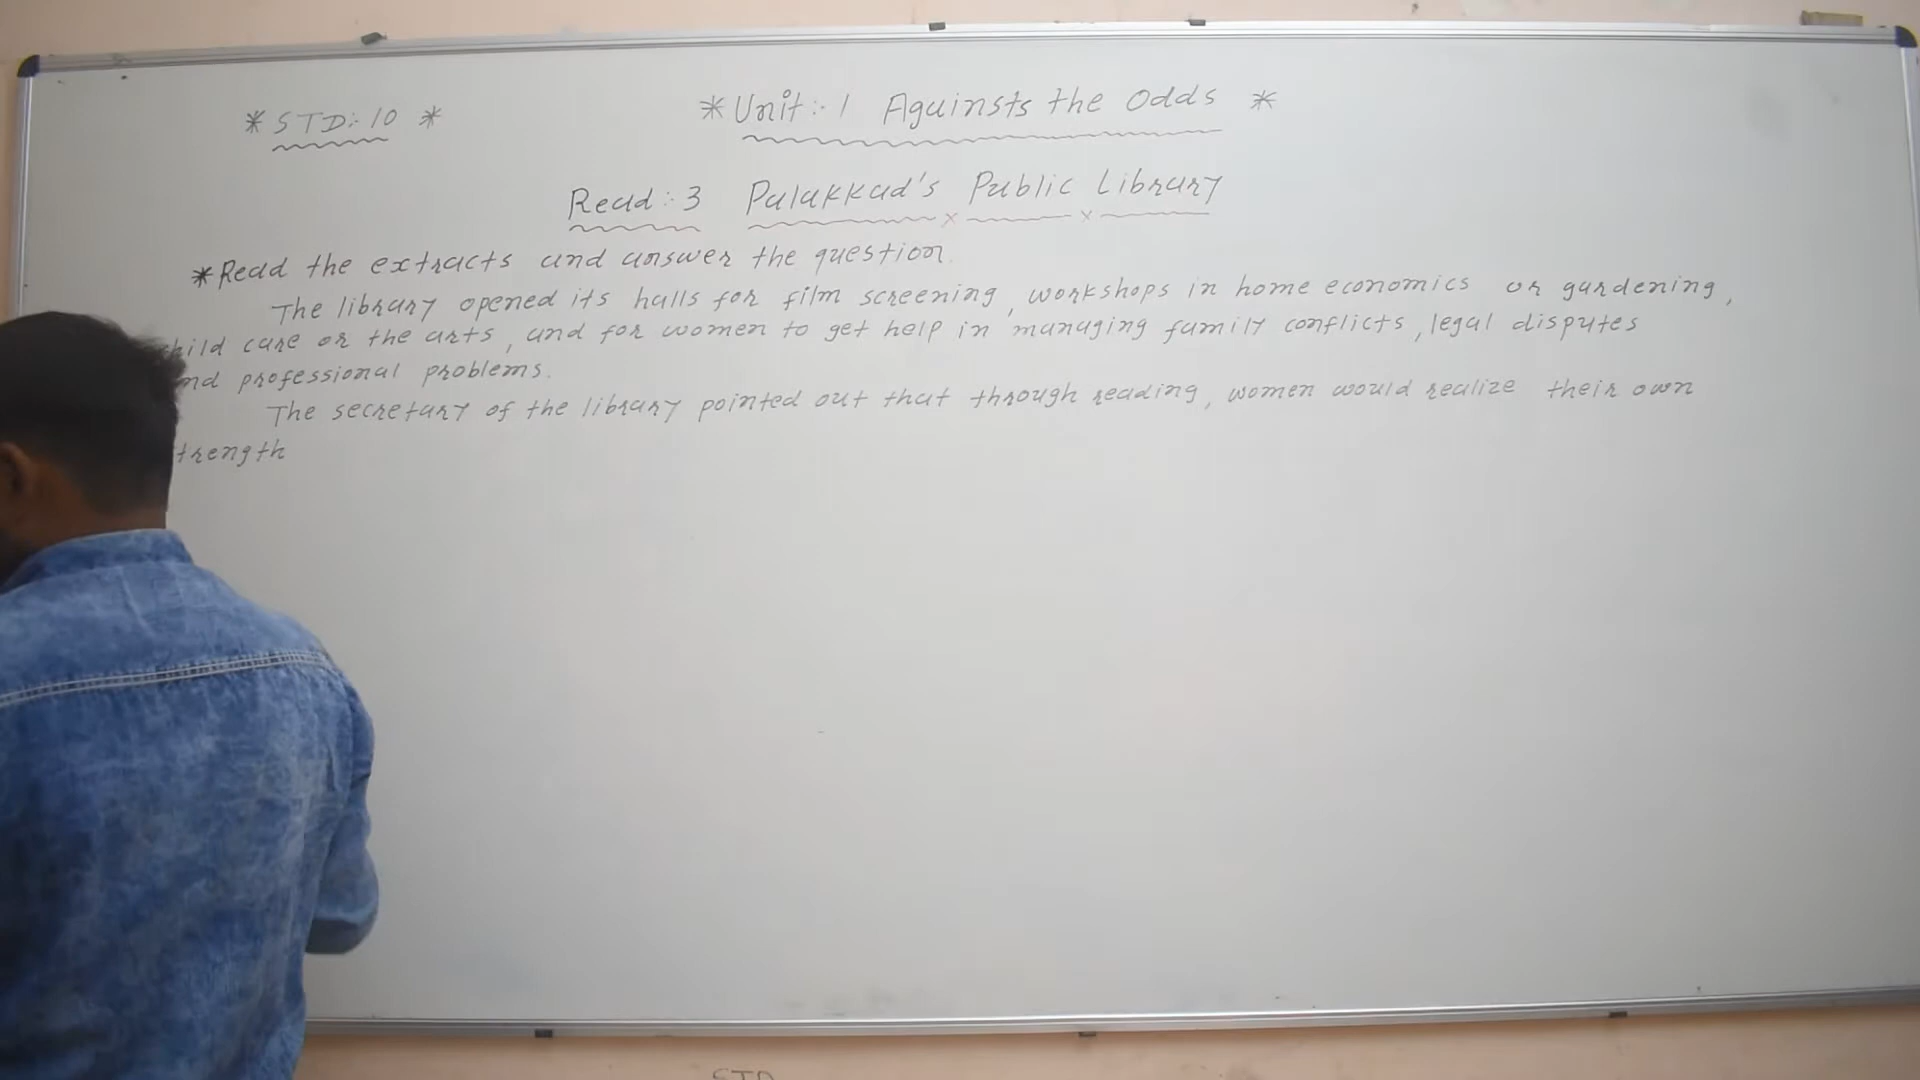 * STD:- 10 *
* Unit:- 1 Againsts the Odds *
Read :- 3 Palakkad's Public Library
* Read the extracts and answer the question.
The library opened its halls for film screening, workshops in home economics or gardening,
child care or the arts, and for women to get help in managing family conflicts, legal disputes
and professional problems.
The secretary of the library pointed out that through reading, women would realize their own
strength
STD